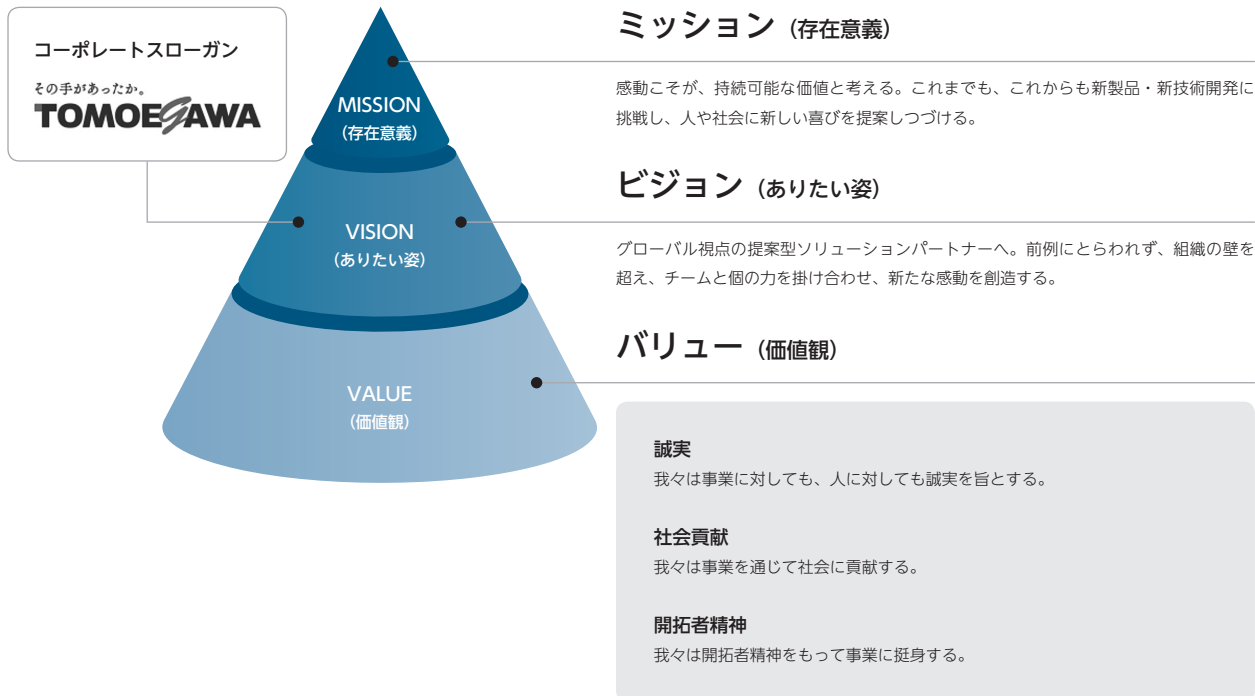 コーポレートスローガン
その手があったか。
TOMOEGAWA
MISSION
(存在意義)
VISION
(ありたい姿)
VALUE
(価値観)
ミッション (存在意義)
感動こそが、持続可能な価値と考える。これまでも、これからも新製品・新技術開発に
挑戦し、人や社会に新しい喜びを提案しつづける。
ビジョン (ありたい姿)
グローバル視点の提案型ソリューションパートナーへ。前例にとらわれず、組織の壁を
超え、チームと個の力を掛け合わせ、新たな感動を創造する。
バリュー (価値観)
誠実
我々は事業に対しても、人に対しても誠実を旨とする。
社会貢献
我々は事業を通じて社会に貢献する。
開拓者精神
我々は開拓者精神をもって事業に挺身する。